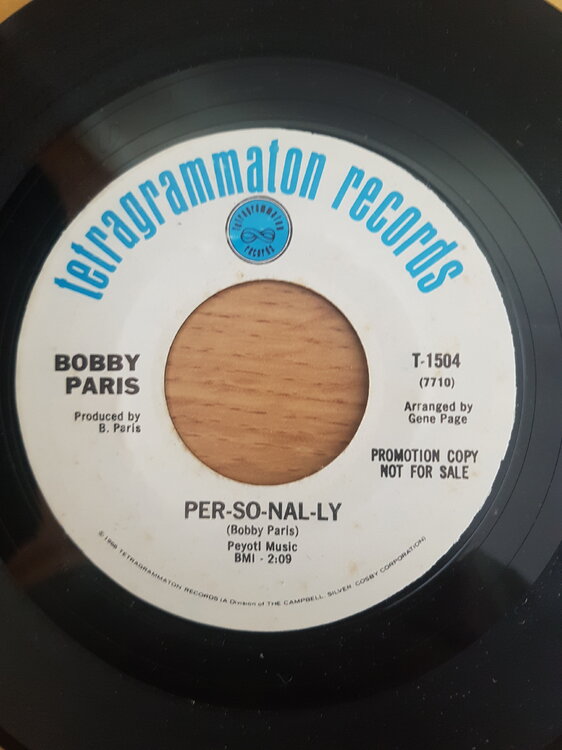 tetragrammaton records
tetragrammaton
records
BOBBY
PARIS
Produced by
B. Paris
T-1504
(7710)
Arranged by
Gene Page
PROMOTION COPY
NOT FOR SALE
PER-SO-NAL-LY
(Bobby Paris)
Peyotl Music
BMI - 2:09
© 1968 TETRAGRAMMATON RECORDS (A Division of THE CAMPBELL, SILVER, COSBY CORPORATION)